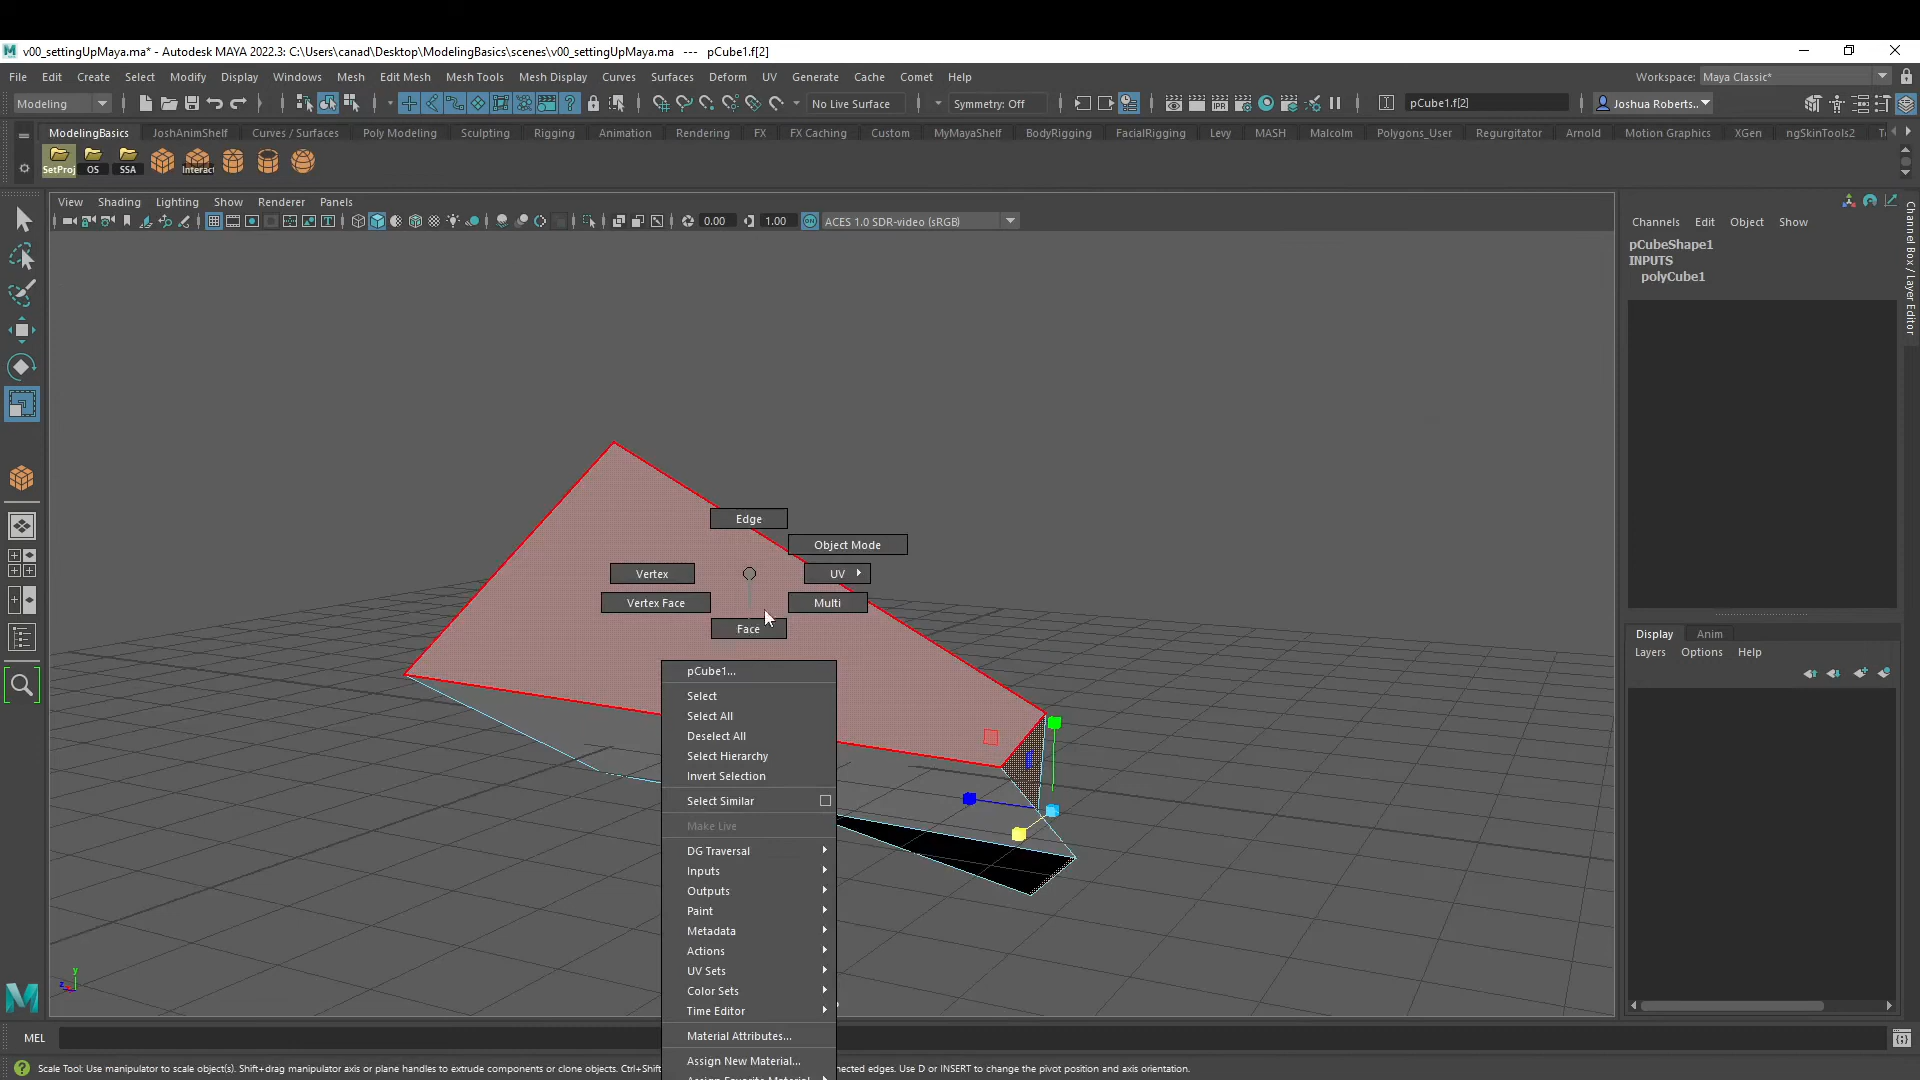 v00_settingUpMaya.ma* - Autodesk MAYA 2022.3: C:\Users\canad\Desktop\ModelingBasics\scenes\v00_settingUpMaya.ma --- pCube1.f[2]
File Edit Create Select Modify Display Windows Mesh Edit Mesh Mesh Tools Mesh Display Curves Surfaces Deform UV Generate Cache Comet Help Workspace: Maya Classic*
Modeling No Live Surface Symmetry: Off pCube1.f[2] Joshua Roberts..
ModelingBasics JoshAnimShelf Curves / Surfaces Poly Modeling Sculpting Rigging Animation Rendering FX FX Caching Custom MyMayaShelf BodyRigging FacialRigging Levy MASH Malcolm Polygons_User Regurgitator Arnold Motion Graphics XGen ngSkinTools2
SetProj OS SSA Interact
View Shading Lighting Show Renderer Panels
0.00 1.00 ACES 1.0 SDR-video (sRGB)
Channels Edit Object Show
pCubeShape1
INPUTS
polyCube1
Channel Box / Layer Editor
Edge
Object Mode
Vertex UV
Vertex Face Multi
Face
pCube1...
Select
Select All
Deselect All
Select Hierarchy
Invert Selection
Select Similar
Make Live
DG Traversal
Inputs
Outputs
Paint
Metadata
Actions
UV Sets
Color Sets
Time Editor
Material Attributes...
Assign New Material...
Assign Favorite Material
Display Anim
Layers Options Help
y
z
MEL
Scale Tool: Use manipulator to scale object(s). Shift+drag manipulator axis or plane handles to extrude components or clone objects. Ctrl+Shift
nected edges. Use D or INSERT to change the pivot position and axis orientation.